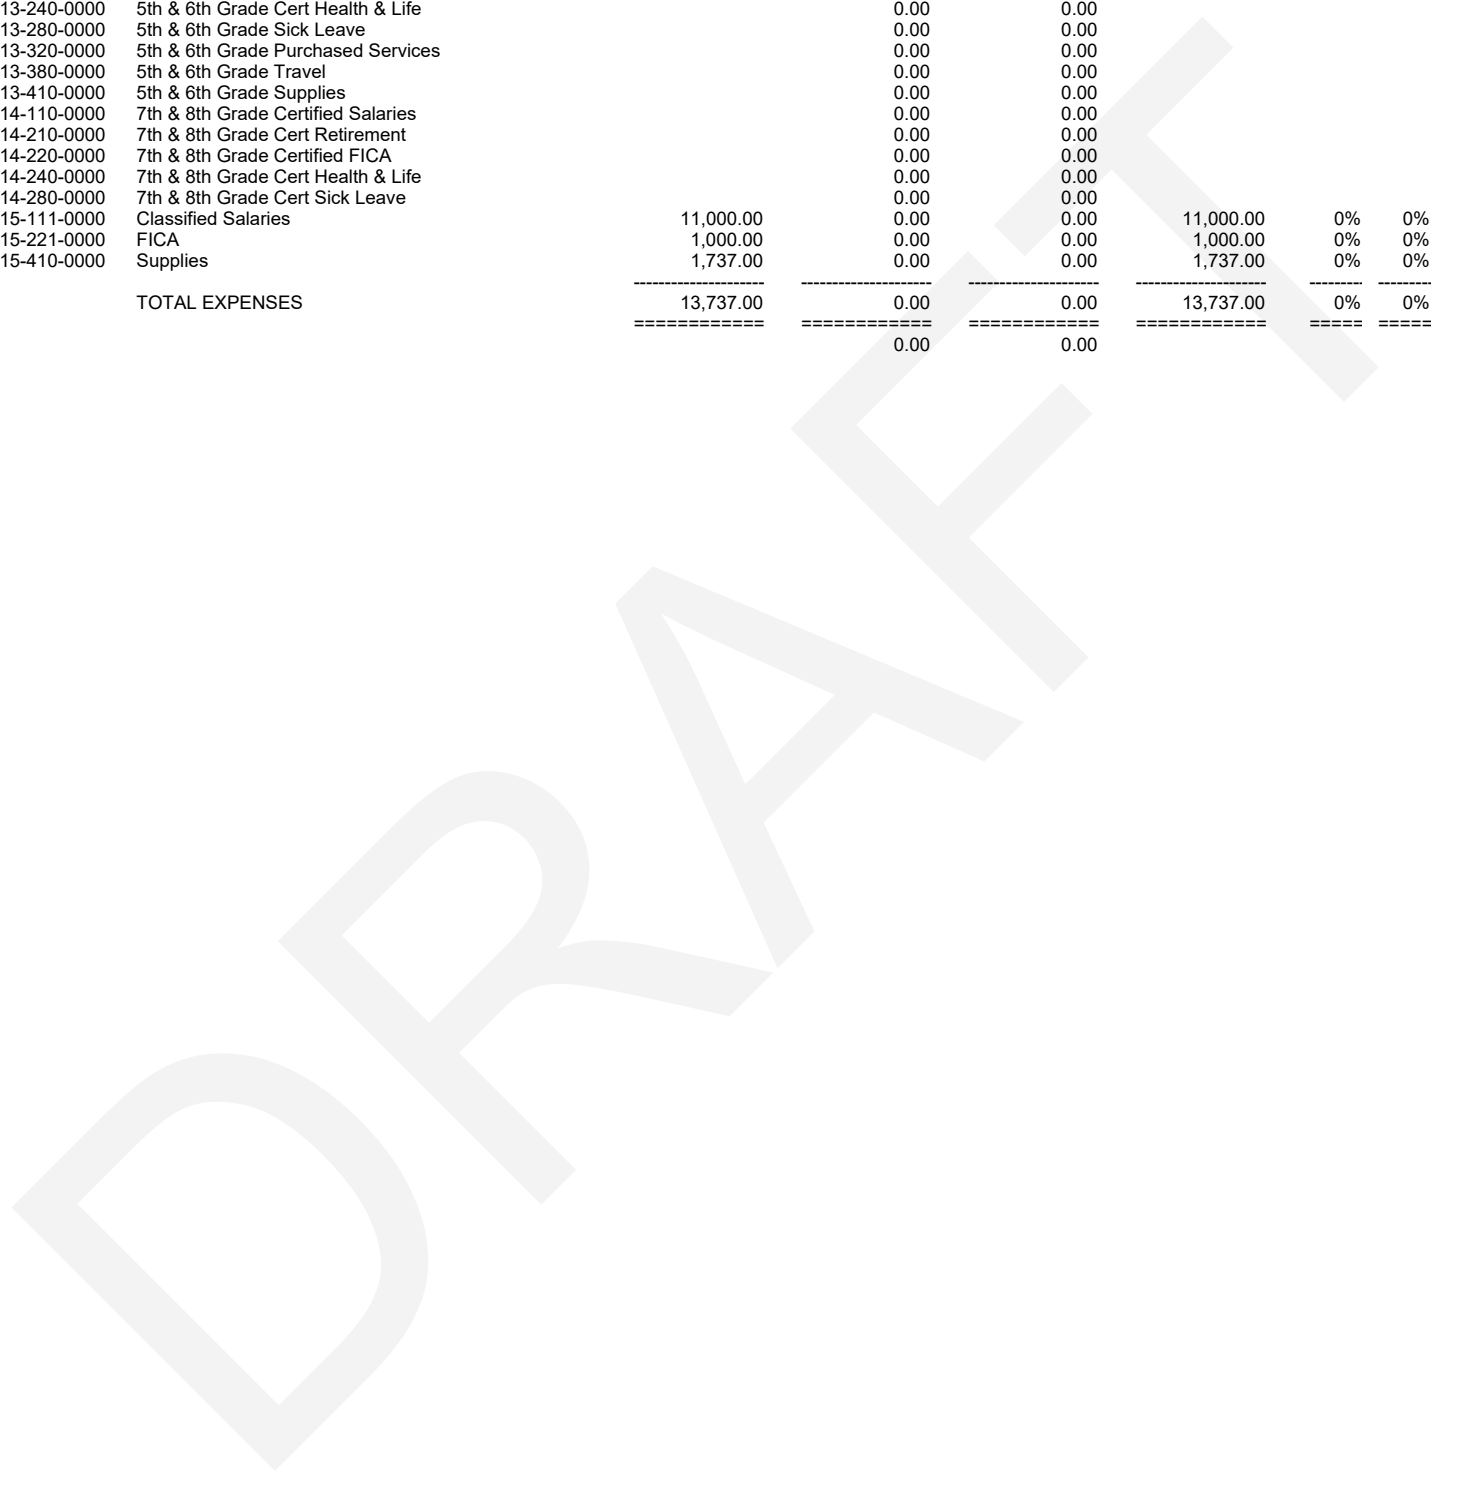 13-240-0000 5th & 6th Grade Cert Health & Life 0.00 0.00
13-280-0000 5th & 6th Grade Sick Leave 0.00 0.00
13-320-0000 5th & 6th Grade Purchased Services 0.00 0.00
13-380-0000 5th & 6th Grade Travel 0.00 0.00
13-410-0000 5th & 6th Grade Supplies 0.00 0.00
14-110-0000 7th & 8th Grade Certified Salaries 0.00 0.00
14-210-0000 7th & 8th Grade Cert Retirement 0.00 0.00
14-220-0000 7th & 8th Grade Certified FICA 0.00 0.00
14-240-0000 7th & 8th Grade Cert Health & Life 0.00 0.00
14-280-0000 7th & 8th Grade Cert Sick Leave 0.00 0.00
15-111-0000 Classified Salaries 11,000.00 0.00 0.00 11,000.00 0% 0%
15-221-0000 FICA 1,000.00 0.00 0.00 1,000.00 0% 0%
15-410-0000 Supplies 1,737.00 0.00 0.00 1,737.00 0% 0%
--------------------- --------------------- --------------------- --------------------- --------- ---------
TOTAL EXPENSES 13,737.00 0.00 0.00 13,737.00 0% 0%
============ ============ ============ ============ ===== =====
0.00 0.00
DRAFT